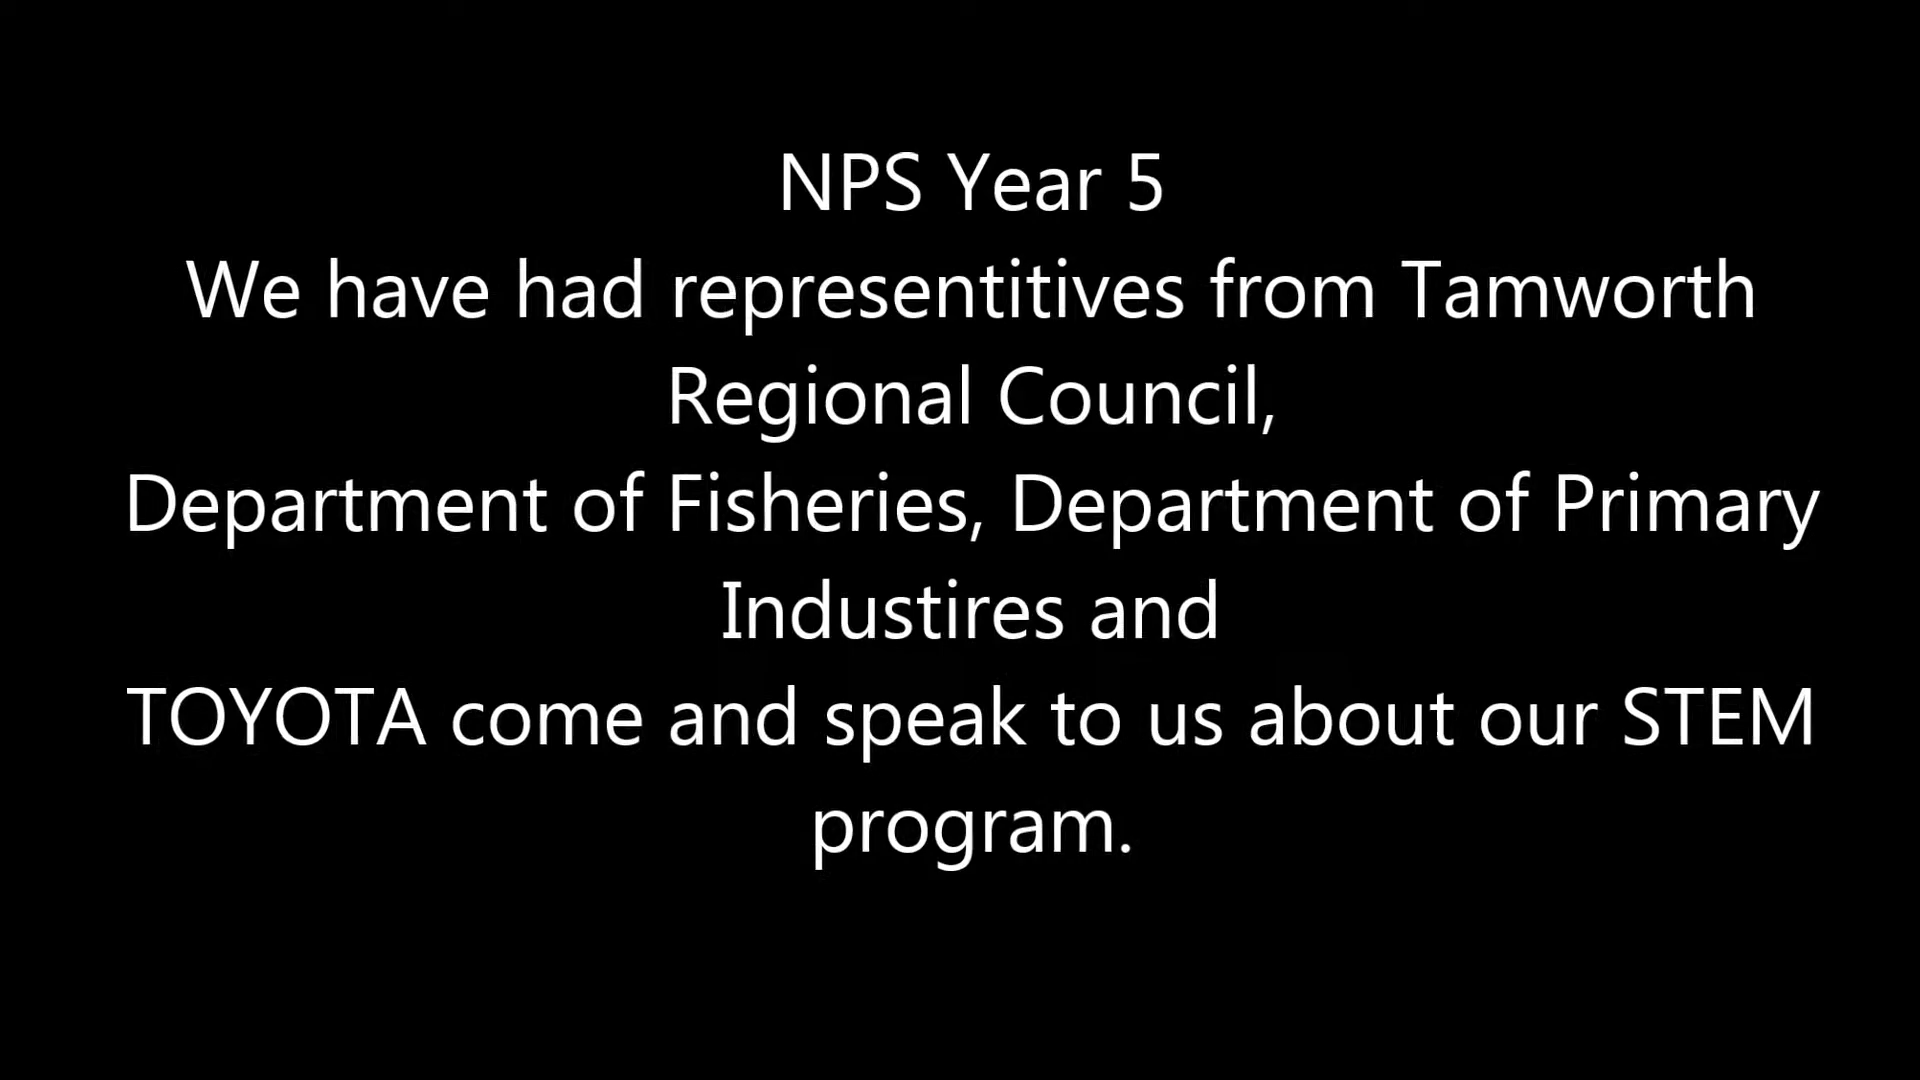 NPS Year 5
We have had representitives from Tamworth
Regional Council,
Department of Fisheries, Department of Primary
Industires and
TOYOTA come and speak to us about our STEM
program.